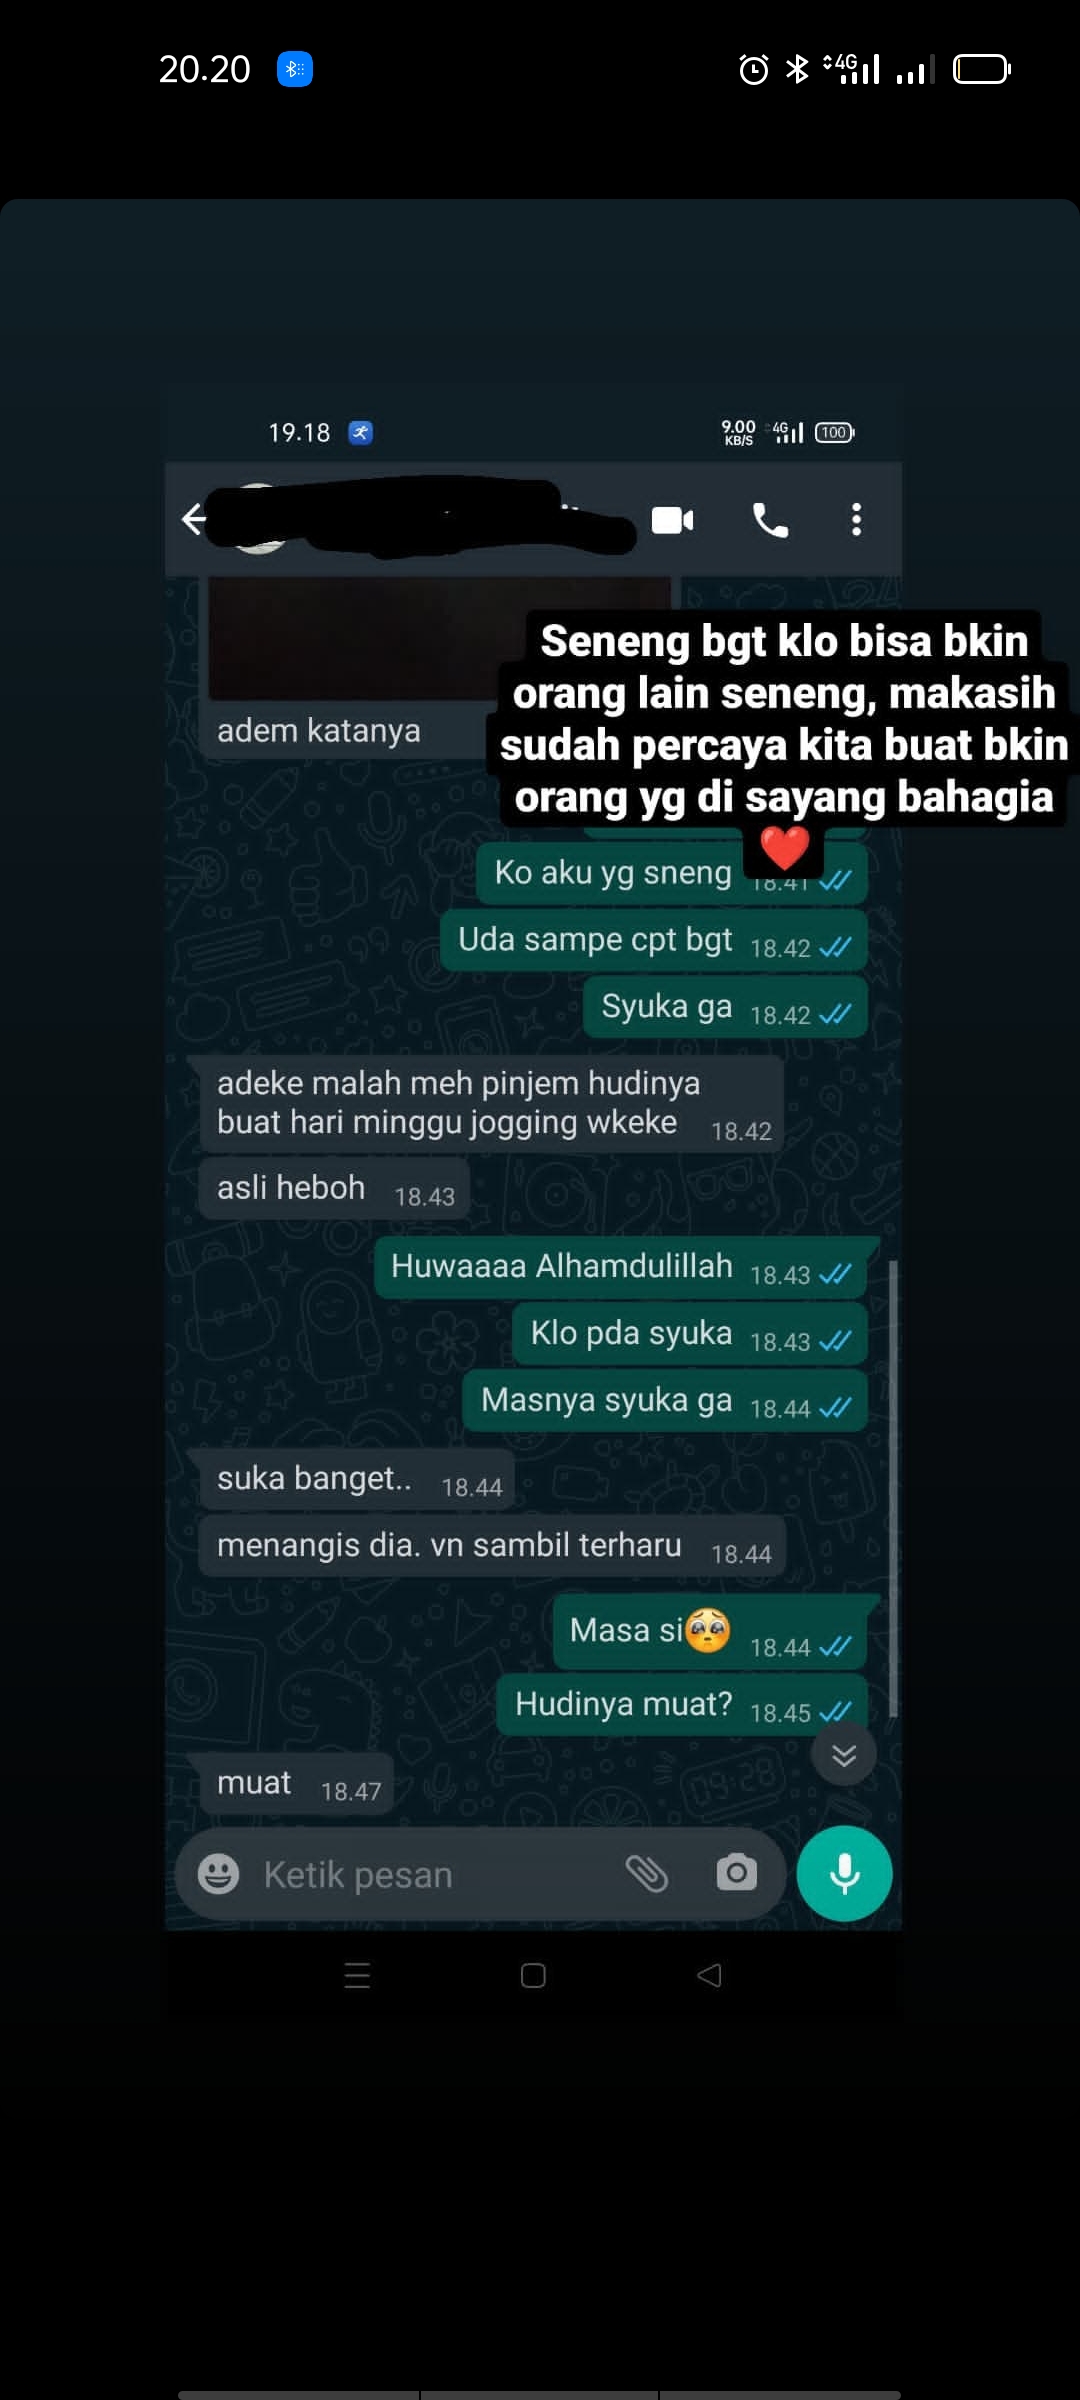 20.20
4G
19.18
9.00
KB/S
4G
100
Seneng bgt klo bisa bkin
orang lain seneng, makasih
sudah percaya kita buat bkin
orang yg di sayang bahagia
❤️
adem katanya
Ko aku yg sneng 18.41
Uda sampe cpt bgt 18.42
Syuka ga 18.42
adeke malah meh pinjem hudinya
buat hari minggu jogging wkeke 18.42
asli heboh 18.43
Huwaaaa Alhamdulillah 18.43
Klo pda syuka 18.43
Masnya syuka ga 18.44
suka banget.. 18.44
menangis dia. vn sambil terharu 18.44
Masa si🥺 18.44
Hudinya muat? 18.45
muat 18.47
Ketik pesan